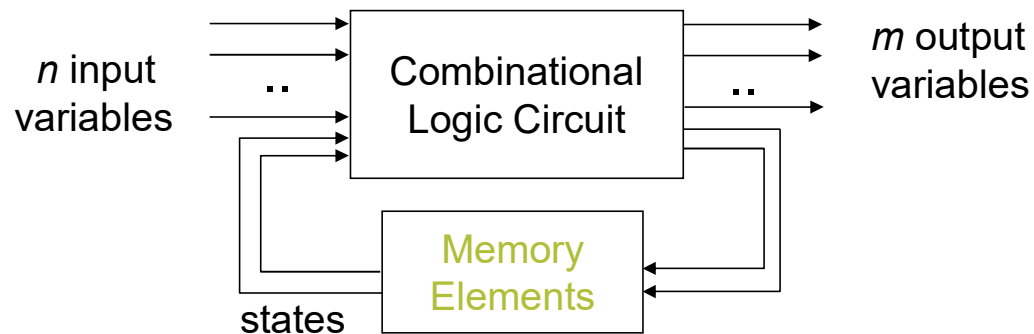 n input
variables
..
Combinational
Logic Circuit
..
m output
variables
Memory
Elements
states